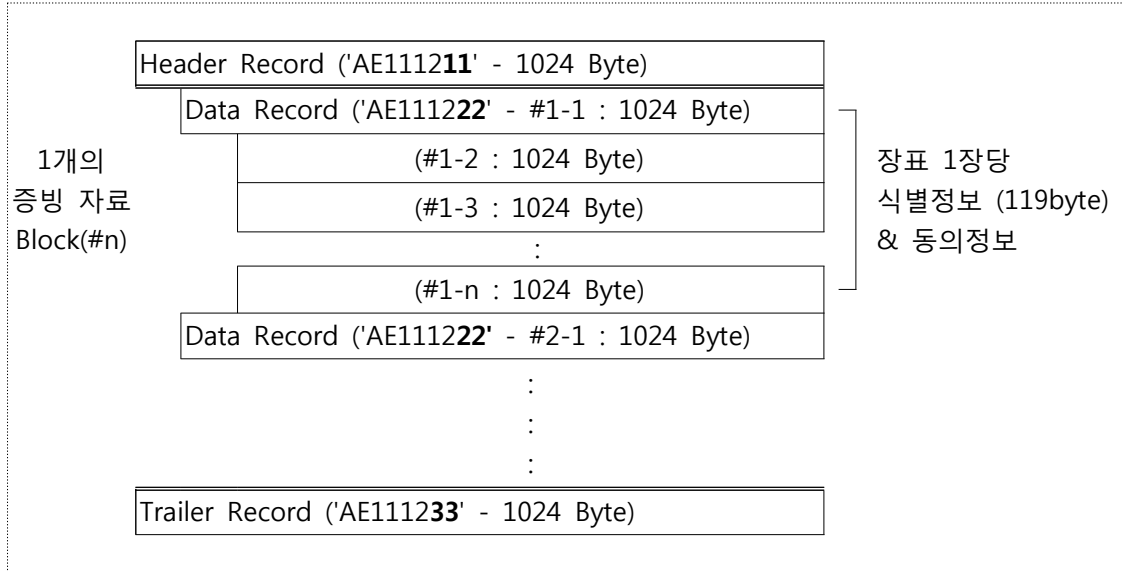 Header Record ('AE111211' - 1024 Byte)
Data Record ('AE111222' - #1-1 : 1024 Byte)
(#1-2 : 1024 Byte)
(#1-3 : 1024 Byte)
:
(#1-n : 1024 Byte)
1개의
증빙 자료
Block(#n)
장표 1장당
식별정보 (119byte)
& 동의정보
Data Record ('AE111222' - #2-1 : 1024 Byte)
:
:
:
Trailer Record ('AE111233' - 1024 Byte)